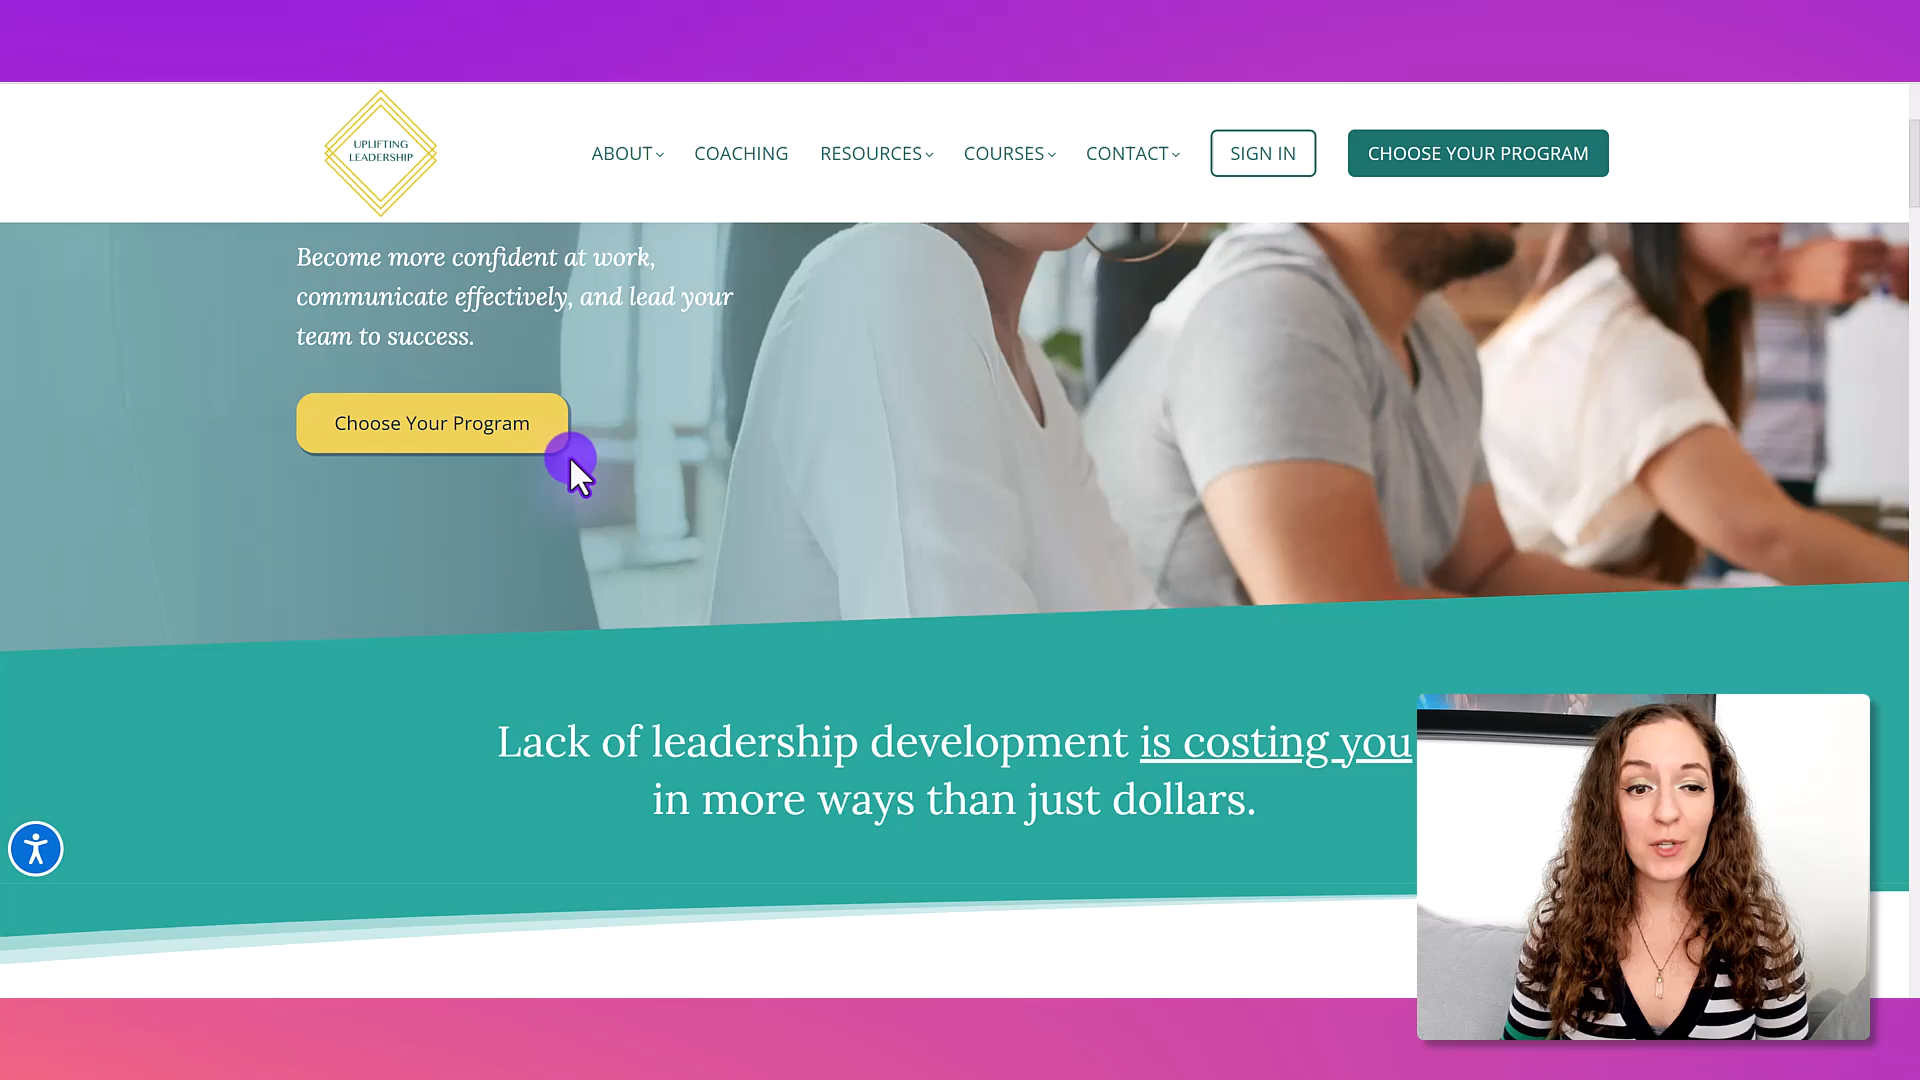 UPLIFTING
LEADERSHIP
ABOUT
COACHING
RESOURCES
COURSES
CONTACT
SIGN IN
CHOOSE YOUR PROGRAM
Become more confident at work,
communicate effectively, and lead your
team to success.
Choose Your Program
Lack of leadership development is costing you
in more ways than just dollars.